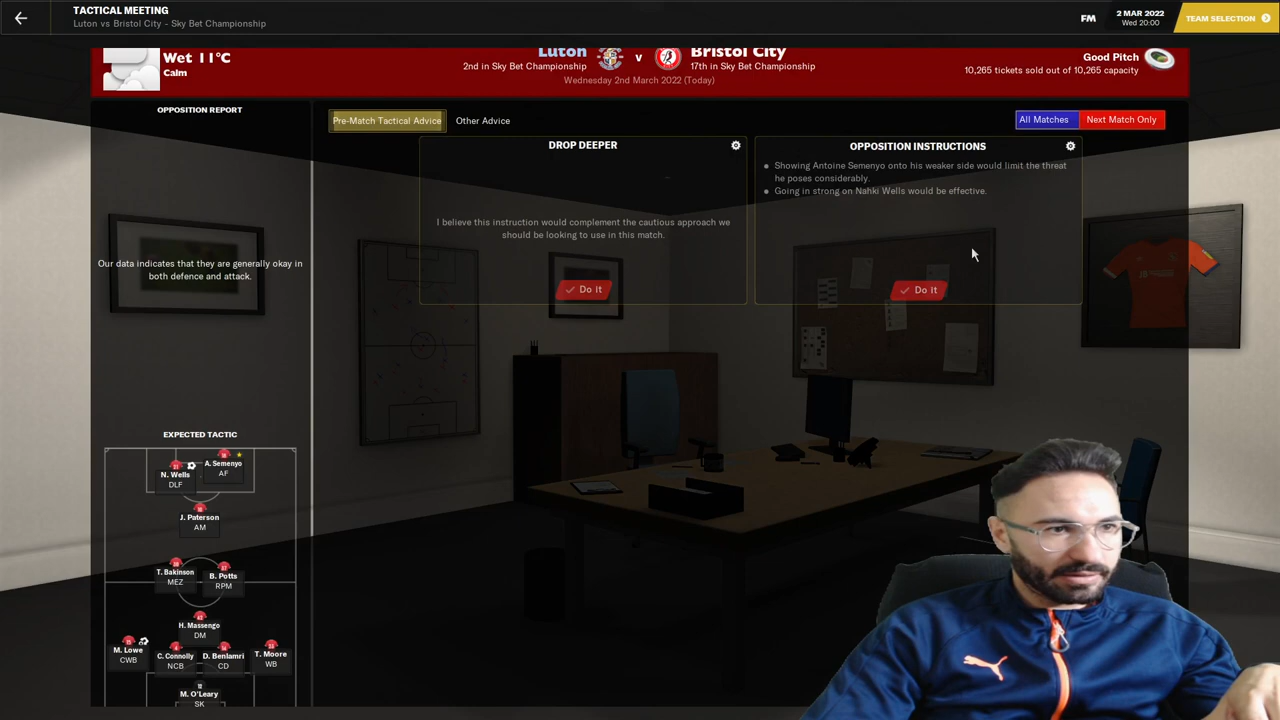 TACTICAL MEETING
Luton vs Bristol City - Sky Bet Championship
FM
2 MAR 2022
Wed 20:00
TEAM SELECTION
Wet 11°C
Calm
Luton
2nd in Sky Bet Championship
v
Bristol City
17th in Sky Bet Championship
Wednesday 2nd March 2022 (Today)
Good Pitch
10,265 tickets sold out of 10,265 capacity
OPPOSITION REPORT
Our data indicates that they are generally okay in
both defence and attack.
Pre-Match Tactical Advice
Other Advice
All Matches
Next Match Only
DROP DEEPER
I believe this instruction would complement the cautious approach we
should be looking to use in this match.
Do It
OPPOSITION INSTRUCTIONS
Showing Antoine Semenyo onto his weaker side would limit the threat
he poses considerably.
Going in strong on Nahki Wells would be effective.
Do It
EXPECTED TACTIC
N. Wells
DLF
A. Semenyo
AF
J. Paterson
AM
T. Bakinson
MEZ
B. Potts
RPM
H. Massengo
DM
M. Lowe
CWB
C. Connolly
NCB
D. Benlamri
CD
T. Moore
WB
M. O'Leary
SK